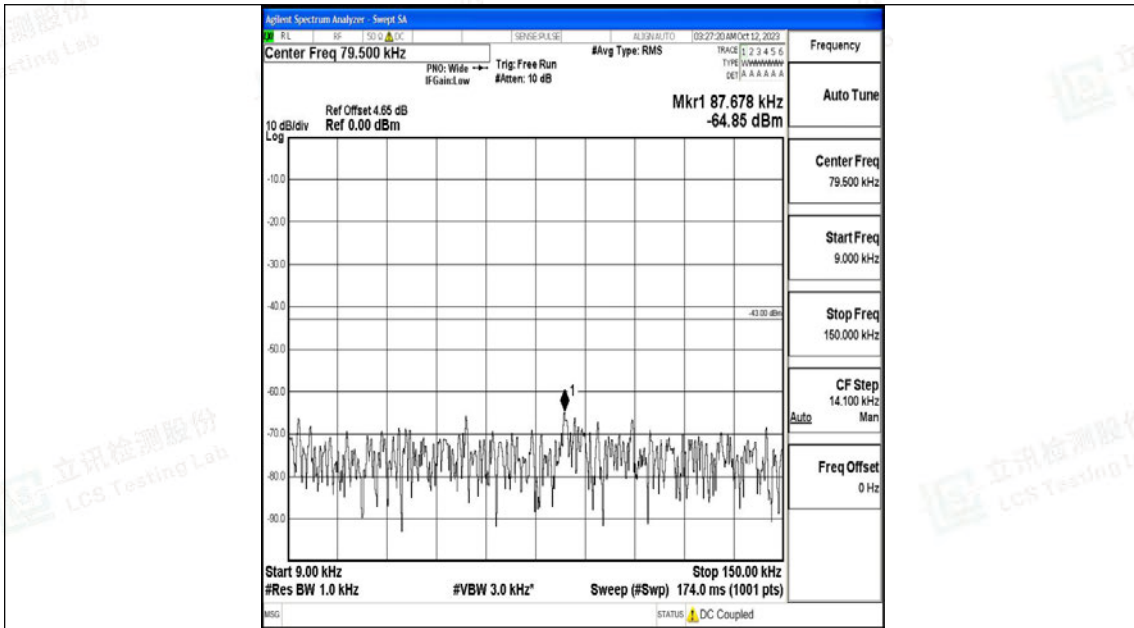 Agilent Spectrum Analyzer - Swept SA
RL RF 50 Ω DC SENSE:PULSE ALIGN AUTO 03:27:20 AM Oct 12, 2023
Center Freq 79.500 kHz
#Avg Type: RMS
TRACE 1 2 3 4 5 6
TYPE
DET A A A A A A
PNO: Wide
IFGain:Low
Trig: Free Run
#Atten: 10 dB
Mkr1 87.678 kHz
-64.85 dBm
Ref Offset 4.65 dB
10 dB/div Ref 0.00 dBm
Log
-10.0
-20.0
-30.0
-40.0
-43.00 dBm
-50.0
-60.0
1
-70.0
-80.0
-90.0
Start 9.00 kHz Stop 150.00 kHz
#Res BW 1.0 kHz #VBW 3.0 kHz* Sweep (#Swp) 174.0 ms (1001 pts)
MSG STATUS DC Coupled
Frequency
Auto Tune
Center Freq
79.500 kHz
Start Freq
9.000 kHz
Stop Freq
150.000 kHz
CF Step
14.100 kHz
Auto Man
Freq Offset
0 Hz
立讯检测股份
LCS Testing Lab
立讯检测股份